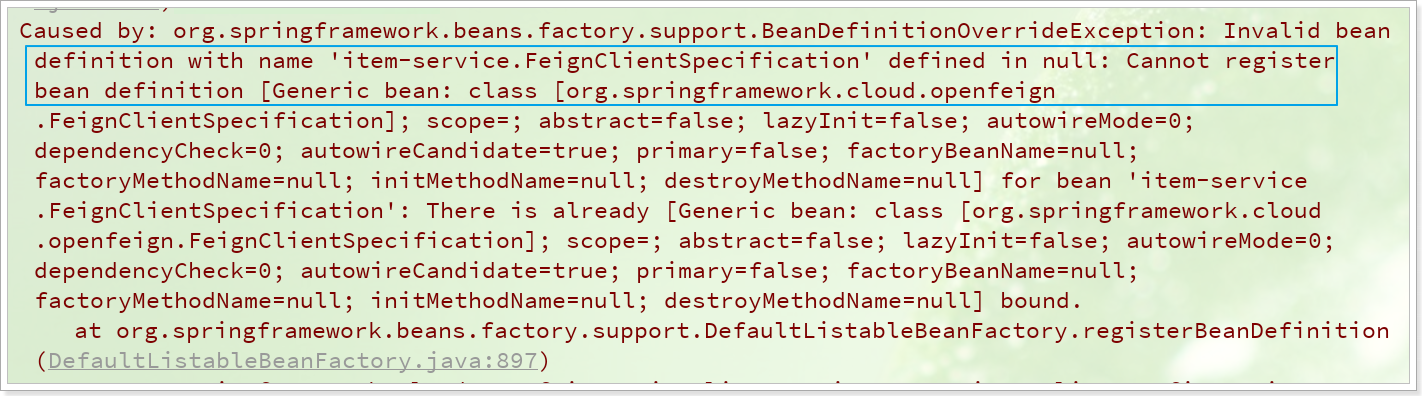 Caused by: org.springframework.beans.factory.support.BeanDefinitionOverrideException: Invalid bean
definition with name 'item-service.FeignClientSpecification' defined in null: Cannot register
bean definition [Generic bean: class [org.springframework.cloud.openfeign
.FeignClientSpecification]; scope=; abstract=false; lazyInit=false; autowireMode=0;
dependencyCheck=0; autowireCandidate=true; primary=false; factoryBeanName=null;
factoryMethodName=null; initMethodName=null; destroyMethodName=null] for bean 'item-service
.FeignClientSpecification': There is already [Generic bean: class [org.springframework.cloud
.openfeign.FeignClientSpecification]; scope=; abstract=false; lazyInit=false; autowireMode=0;
dependencyCheck=0; autowireCandidate=true; primary=false; factoryBeanName=null;
factoryMethodName=null; initMethodName=null; destroyMethodName=null] bound.
at org.springframework.beans.factory.support.DefaultListableBeanFactory.registerBeanDefinition
(DefaultListableBeanFactory.java:897)